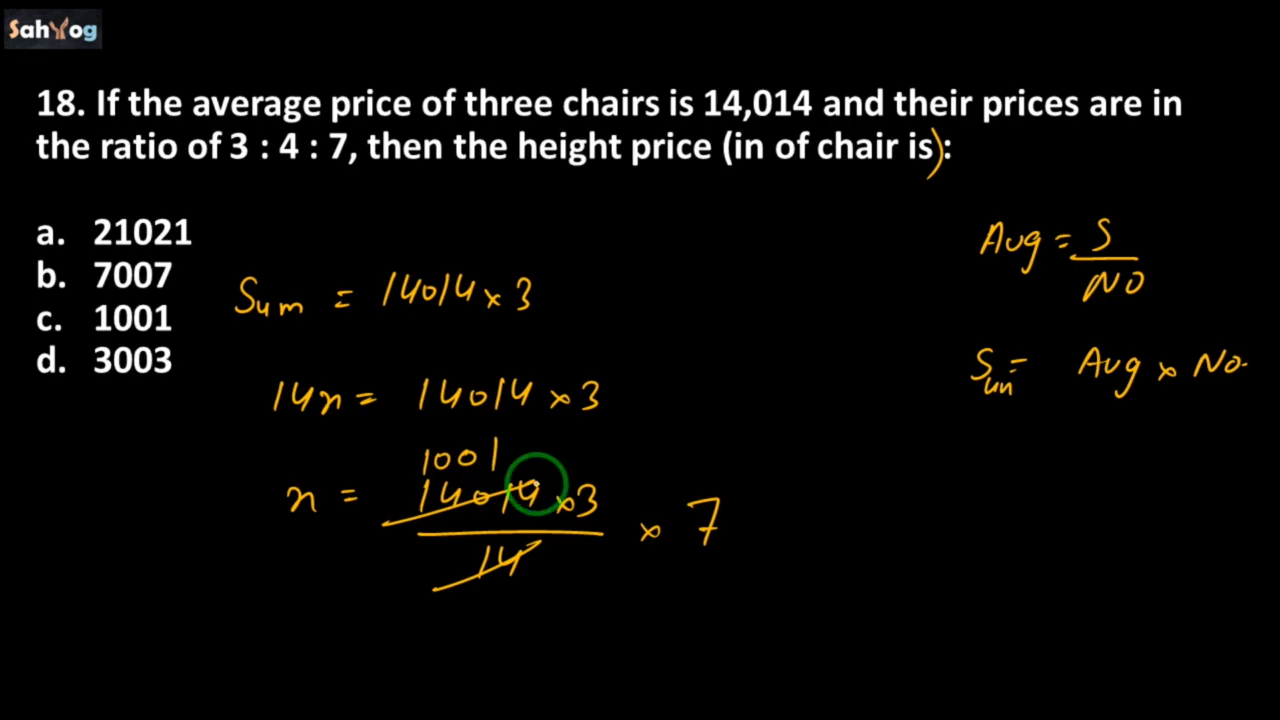 SahYog
18. If the average price of three chairs is 14,014 and their prices are in
the ratio of 3 : 4 : 7, then the height price (in of chair is):
a. 21021
b. 7007
c. 1001
d. 3003
Sum = 14014 x 3
14x = 14014 x 3
1001
x = 14014 x 3
14
x 7
Avg = S
NO
Sum = Avg x No.